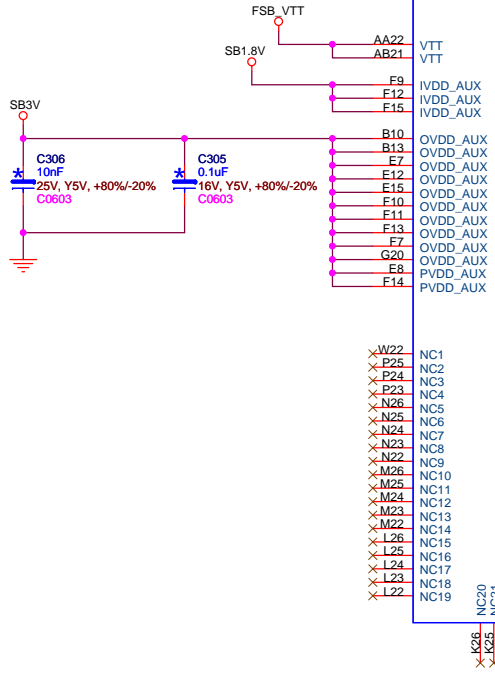 FSB_VTT
AA22 VTT
AB21 VTT
SB1.8V
F9 IVDD_AUX
F12 IVDD_AUX
F15 IVDD_AUX
SB3V
B10 OVDD_AUX
B13 OVDD_AUX
E7 OVDD_AUX
E12 OVDD_AUX
E15 OVDD_AUX
F10 OVDD_AUX
F11 OVDD_AUX
F13 OVDD_AUX
F7 OVDD_AUX
G20 OVDD_AUX
E8 PVDD_AUX
F14 PVDD_AUX
*
C306
10nF
25V, Y5V, +80%/-20%
C0603
*
C305
0.1uF
16V, Y5V, +80%/-20%
C0603
W22 NC1
P25 NC2
P24 NC3
P23 NC4
N26 NC5
N25 NC6
N24 NC7
N23 NC8
N22 NC9
M26 NC10
M25 NC11
M24 NC12
M23 NC13
M22 NC14
L26 NC15
L25 NC16
L24 NC17
L23 NC18
L22 NC19
K26 NC20
K25